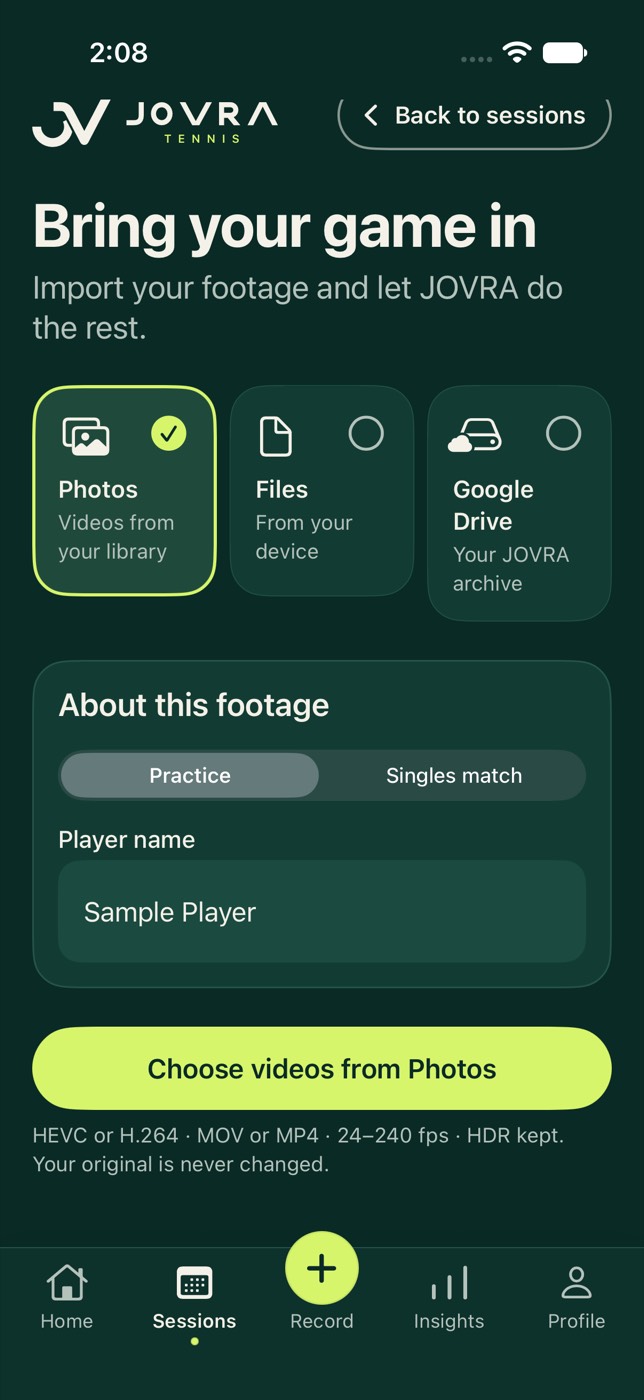 2:08
JOVRA
TENNIS
Back to sessions
Bring your game in
Import your footage and let JOVRA do
the rest.
Photos
Videos from
your library
Files
From your
device
Google
Drive
Your JOVRA
archive
About this footage
Practice
Singles match
Player name
Sample Player
Choose videos from Photos
HEVC or H.264 · MOV or MP4 · 24–240 fps · HDR kept.
Your original is never changed.
Home
Sessions
Record
Insights
Profile